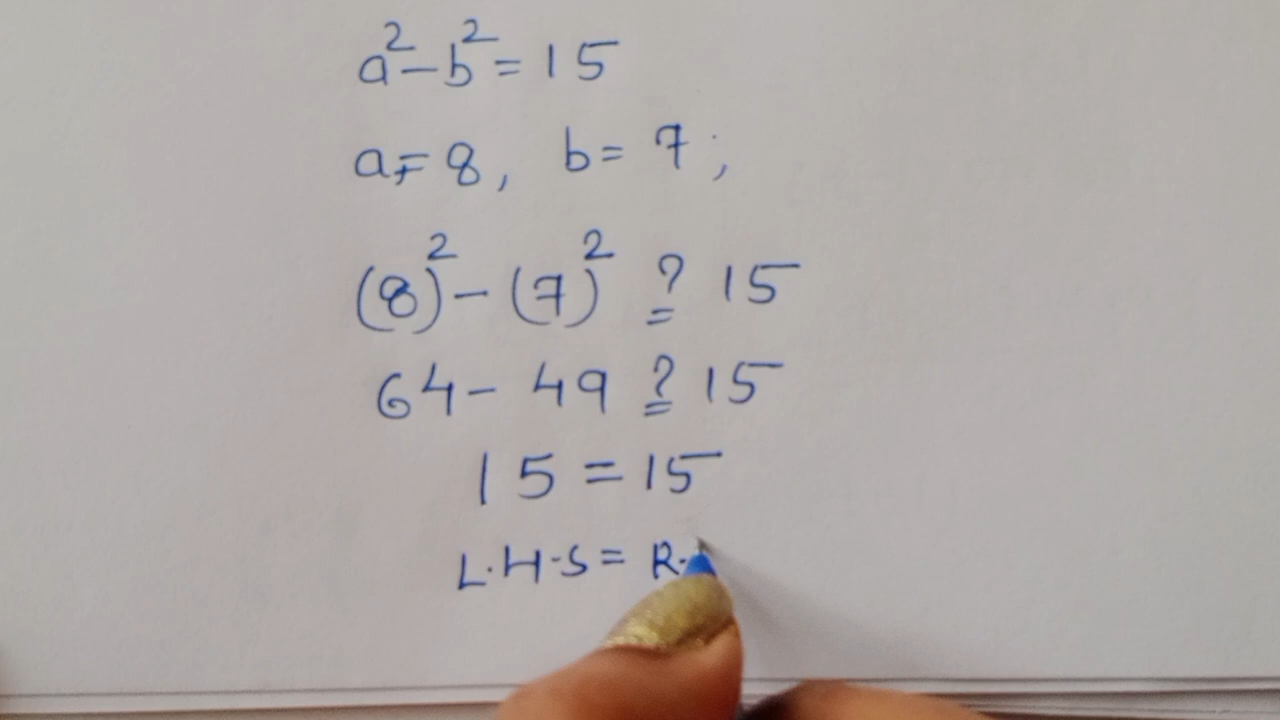 a²-b²=15
a=8, b=7;
(8)²-(7)² ≟ 15
64-49 ≟ 15
15=15
L.H.S= R.